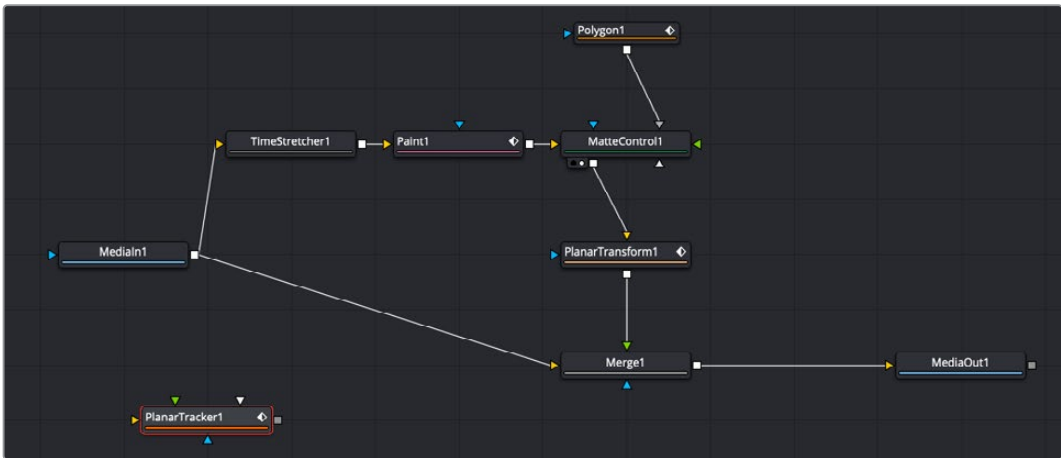 Polygon1
TimeStretcher1
Paint1
MatteControl1
MediaIn1
PlanarTransform1
Merge1
MediaOut1
PlanarTracker1